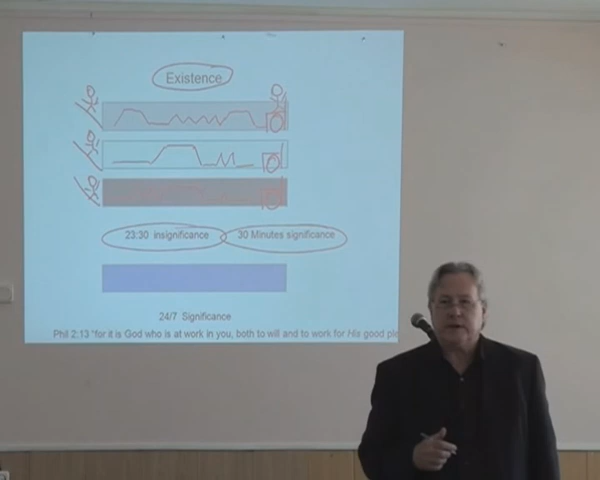 Existence
23:30 insignificance 30 Minutes significance
24/7 Significance
Phil 2:13 "for it is God who is at work in you, both to will and to work for His good ple